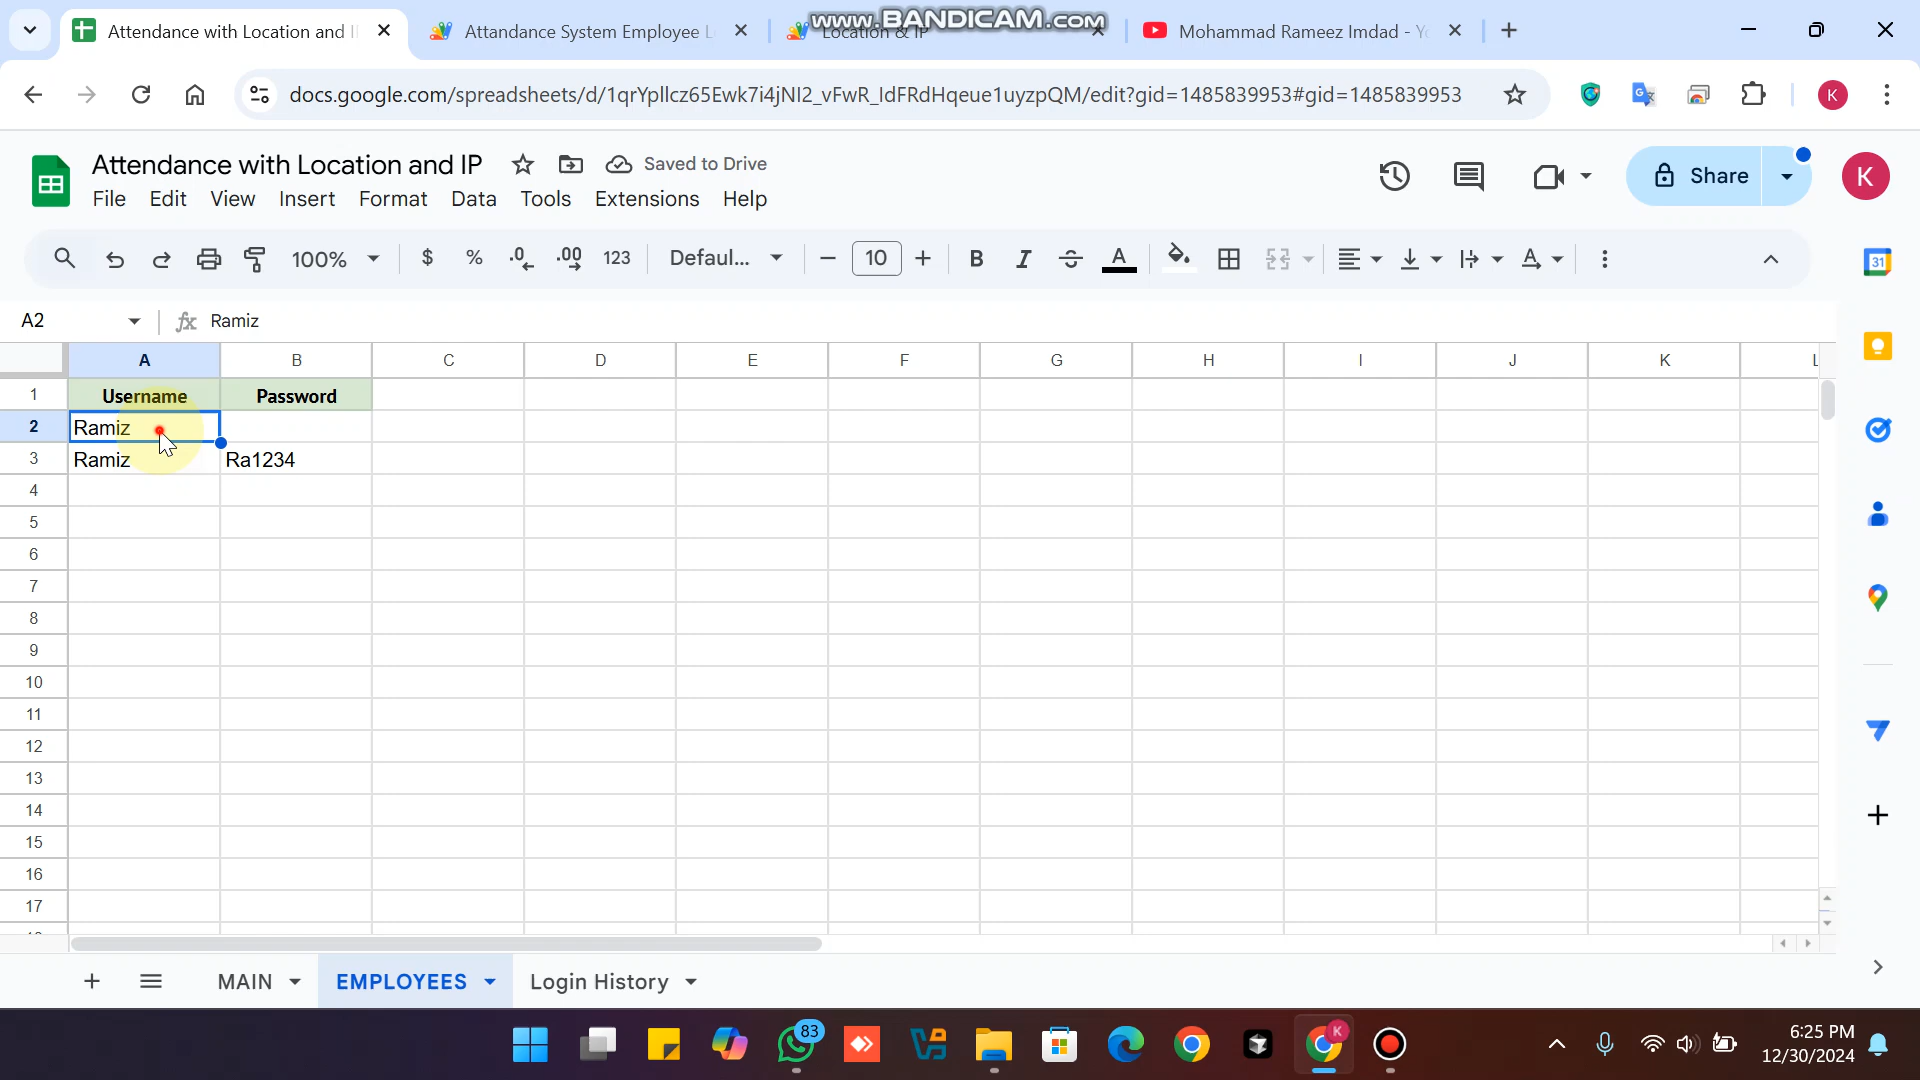 Attendance with Location and I
Attandance System Employee L
Location & IP
www.BANDICAM.com
Mohammad Rameez Imdad - Yo
docs.google.com/spreadsheets/d/1qrYpllcz65Ewk7i4jNI2_vFwR_IdFRdHqeue1uyzpQM/edit?gid=1485839953#gid=1485839953
K
Attendance with Location and IP
Saved to Drive
File Edit View Insert Format Data Tools Extensions Help
Share
K
100% $ % .0 .00 123 Defaul... 10 B I A
31
A2 fx Ramiz
A B C D E F G H I J K L
1 Username Password
2 Ramiz
3 Ramiz Ra1234
4
5
6
7
8
9
10
11
12
13
14
15
16
17
MAIN EMPLOYEES Login History
83
K
6:25 PM
12/30/2024